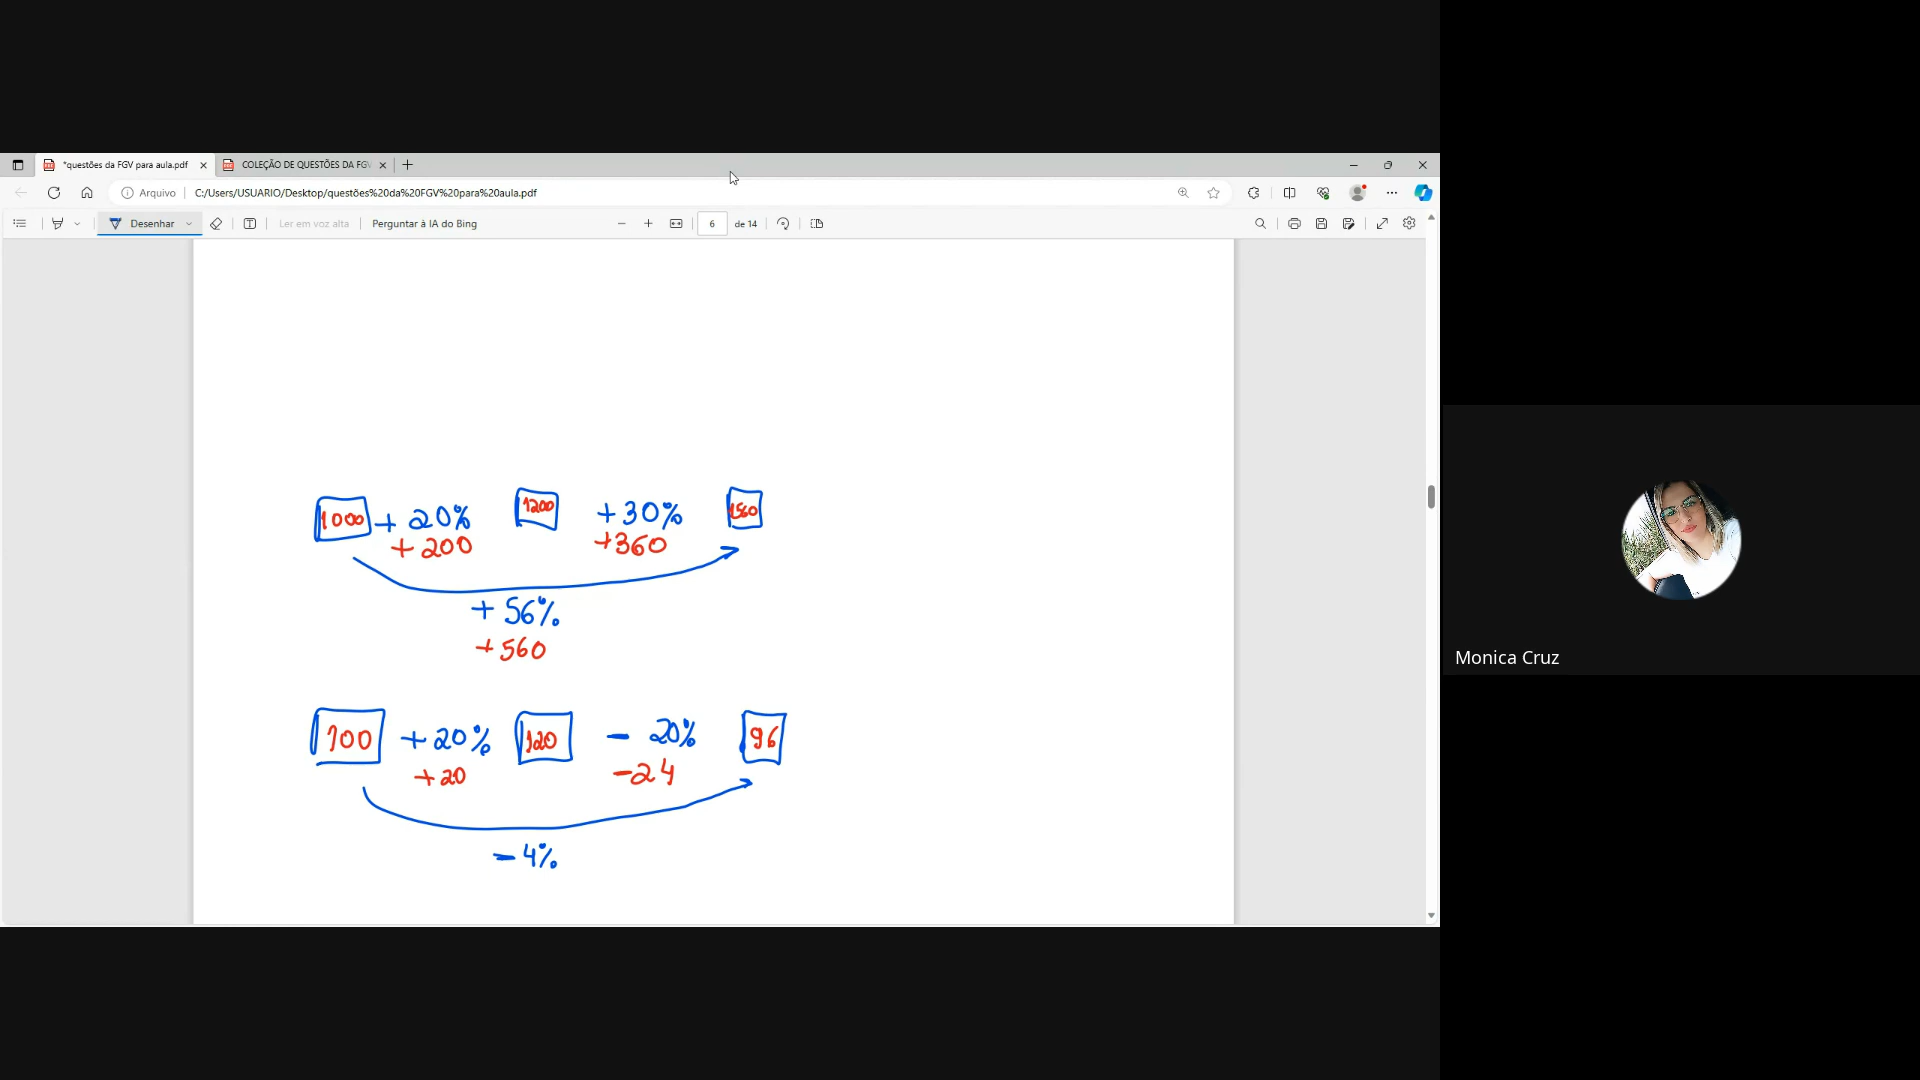 *questões da FGV para aula.pdf
COLEÇÃO DE QUESTÕES DA FGV
Arquivo
C:/Users/USUARIO/Desktop/questões%20da%20FGV%20para%20aula.pdf
Desenhar
Ler em voz alta
Perguntar à IA do Bing
6 de 14
1000 + 20% 1200 +30% 1560
+200 +360
+ 56%
+560
100 +20% 120 - 20% 96
+20 -24
- 4%
Monica Cruz